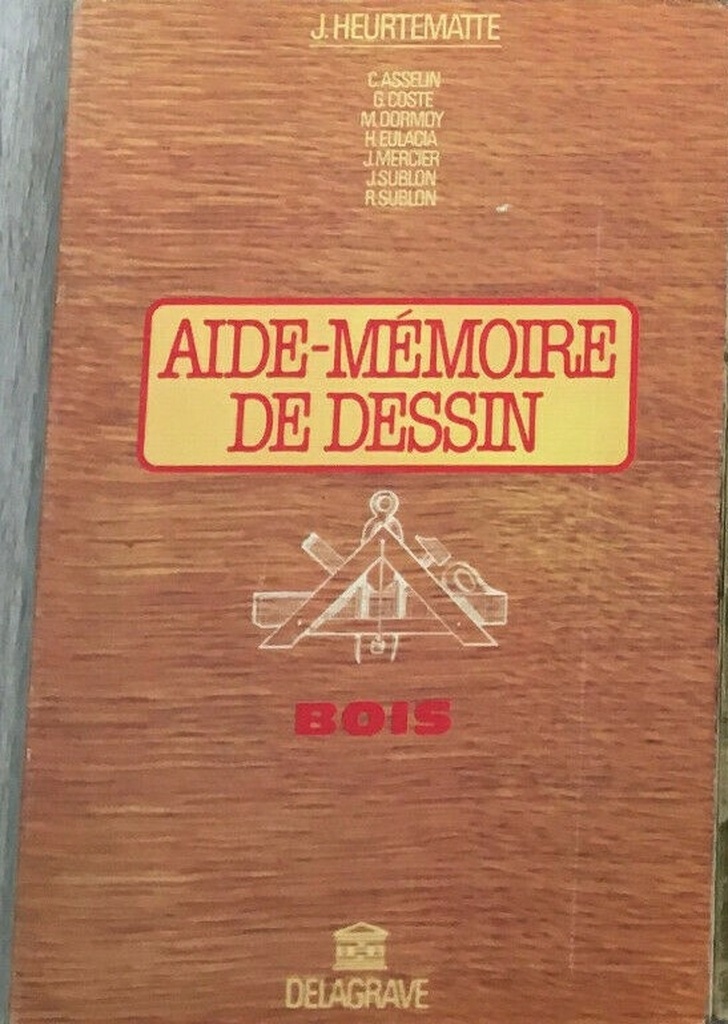 J. HEURTEMATTE
C. ASSELIN
G. COSTE
M. DORMOY
H. EULACIA
J. MERCIER
J. SUBLON
R. SUBLON
AIDE-MÉMOIRE
DE DESSIN
BOIS
DELAGRAVE